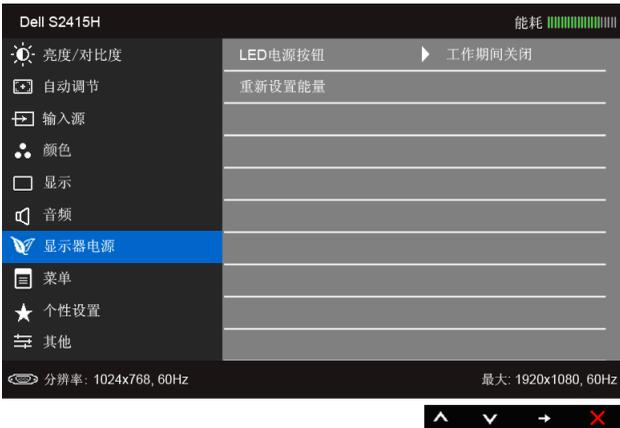 Dell S2415H
能耗
亮度/对比度
LED电源按钮
工作期间关闭
自动调节
重新设置能量
输入源
颜色
显示
音频
显示器电源
菜单
个性设置
其他
分辨率: 1024x768, 60Hz
最大: 1920x1080, 60Hz